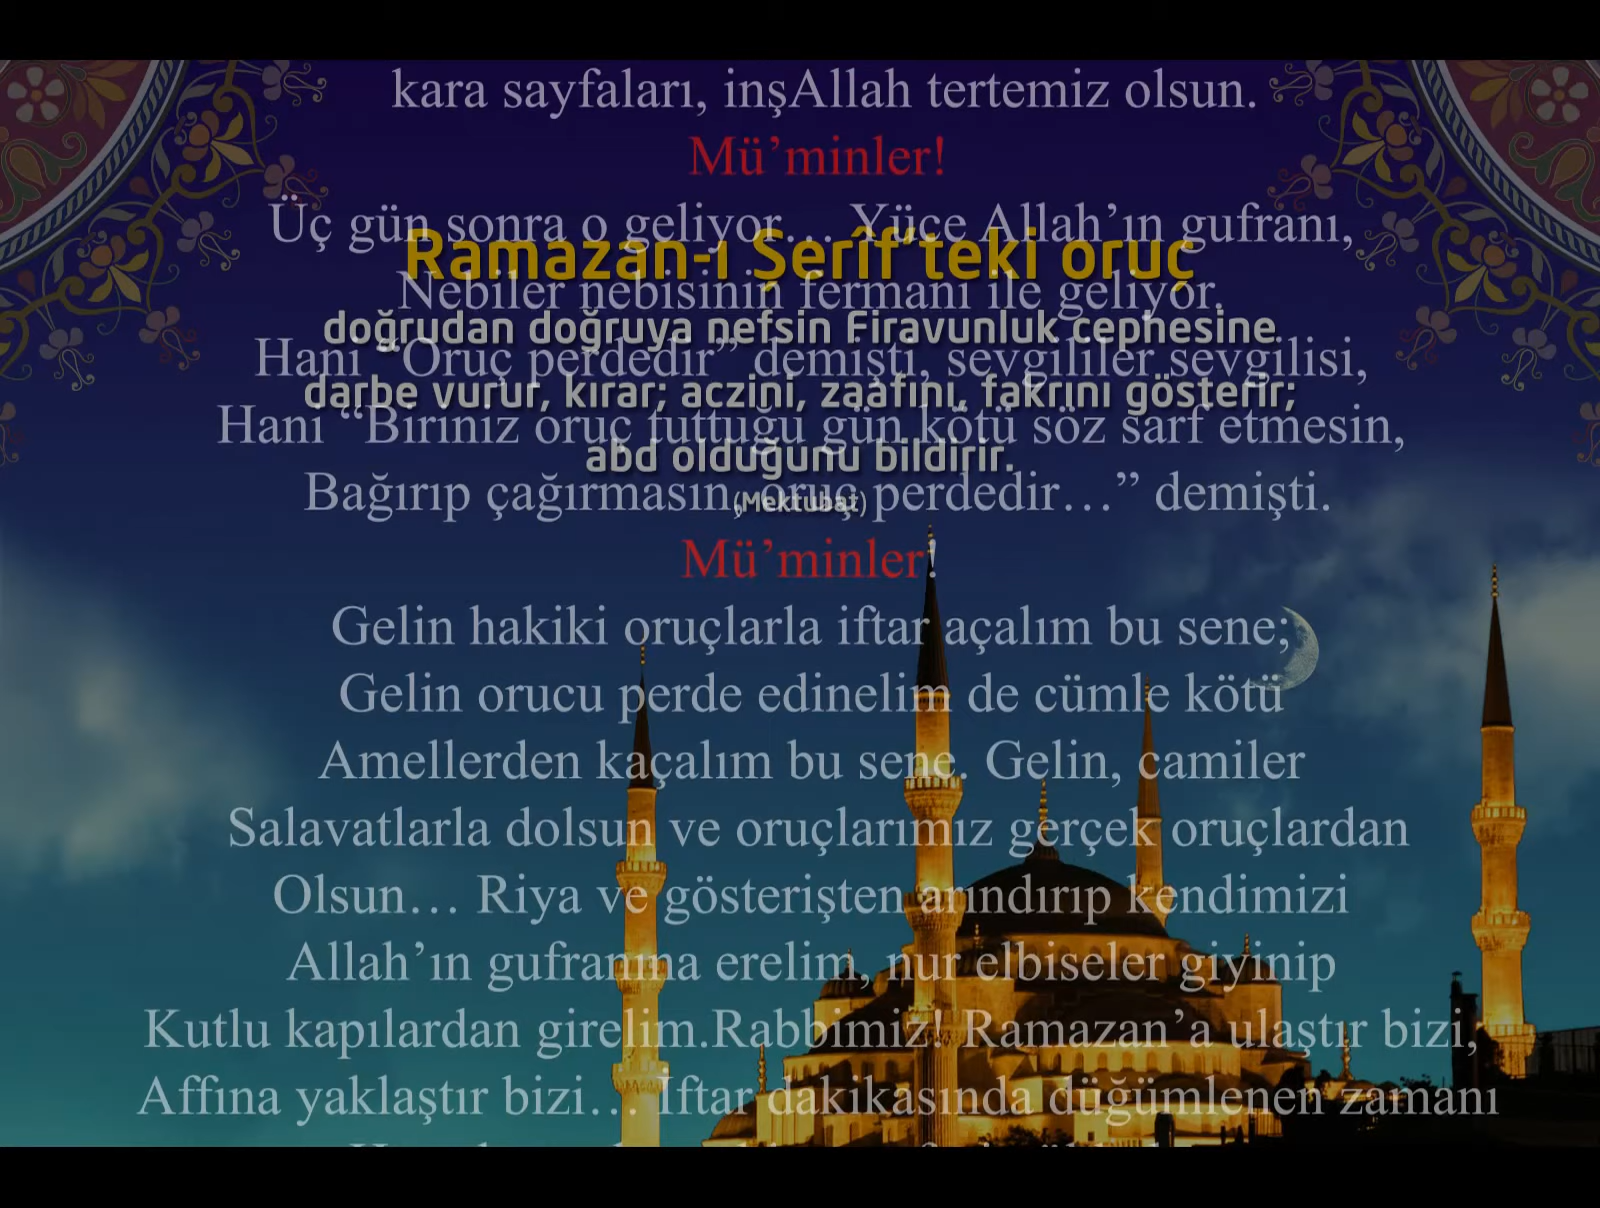 kara sayfaları, inşAllah tertemiz olsun.
Mü’minler!
Üç gün sonra o geliyor… Yüce Allah’ın gufranı,
Ramazan-ı Şerîf’teki oruç
Nebiler nebisinin fermanı ile geliyor.
doğrudan doğruya nefsin Firavunluk cephesine
Hani “Oruç perdedir” demişti, sevgililer sevgilisi,
darbe vurur, kırar; aczini, zaafını, fakrını gösterir;
Hani “Biriniz oruç tuttuğu gün kötü söz sarf etmesin,
abd olduğunu bildirir.
Bağırıp çağırmasın, oruç perdedir…” demişti.
(Mektubat)
Mü’minler!
Gelin hakiki oruçlarla iftar açalım bu sene;
Gelin orucu perde edinelim de cümle kötü
Amellerden kaçalım bu sene. Gelin, camiler
Salavatlarla dolsun ve oruçlarımız gerçek oruçlardan
Olsun… Riya ve gösterişten arındırıp kendimizi
Allah’ın gufranına erelim, nur elbiseler giyinip
Kutlu kapılardan girelim.Rabbimiz! Ramazan’a ulaştır bizi,
Affına yaklaştır bizi… İftar dakikasında düğümlenen zamanı